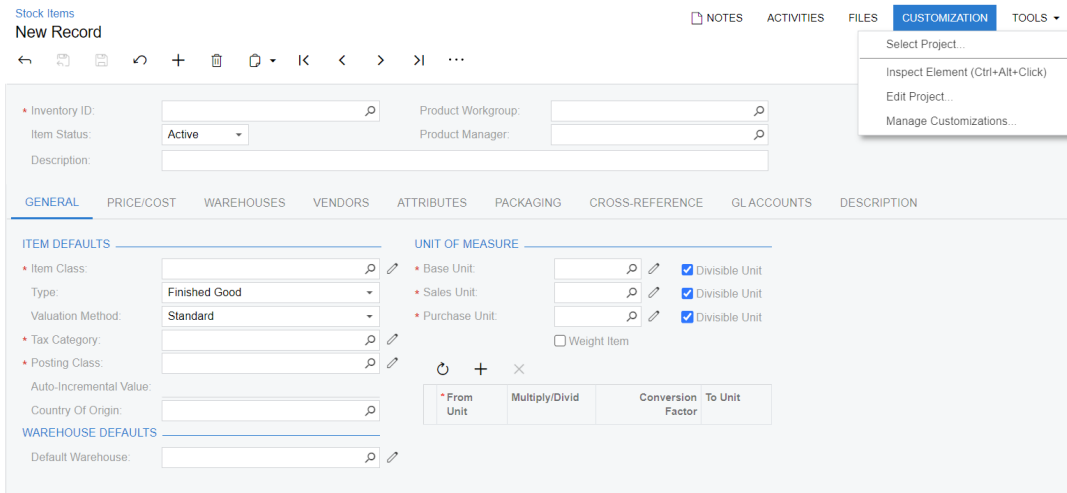 Stock Items
New Record
NOTES ACTIVITIES FILES CUSTOMIZATION TOOLS
Select Project...
Inspect Element (Ctrl+Alt+Click)
Edit Project...
Manage Customizations...
* Inventory ID: Product Workgroup:
Item Status: Active Product Manager:
Description:
GENERAL PRICE/COST WAREHOUSES VENDORS ATTRIBUTES PACKAGING CROSS-REFERENCE GL ACCOUNTS DESCRIPTION
ITEM DEFAULTS UNIT OF MEASURE
* Item Class: * Base Unit: Divisible Unit
Type: Finished Good * Sales Unit: Divisible Unit
Valuation Method: Standard * Purchase Unit: Divisible Unit
* Tax Category: Weight Item
* Posting Class:
Auto-Incremental Value:
Country Of Origin:
* From Unit Multiply/Divid Conversion Factor To Unit
WAREHOUSE DEFAULTS
Default Warehouse: